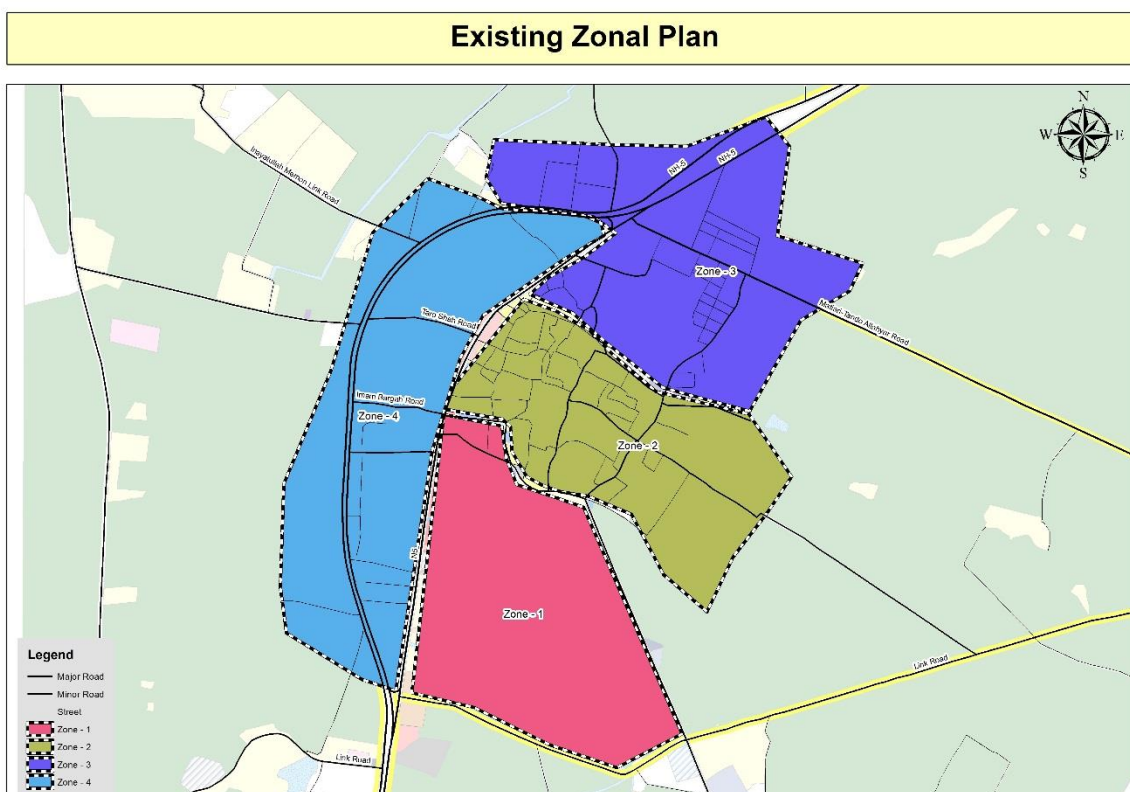 Existing Zonal Plan
N
W
E
S
NH-5
NH-5
Inayatullah Memon Link Road
Zone - 3
Matiari-Tando Allahyar Road
Taro Shah Road
Imam Bargah Road
Zone - 4
Zone - 2
N5
Zone - 1
Link Road
Link Road
Legend
Major Road
Minor Road
Street
Zone - 1
Zone - 2
Zone - 3
Zone - 4